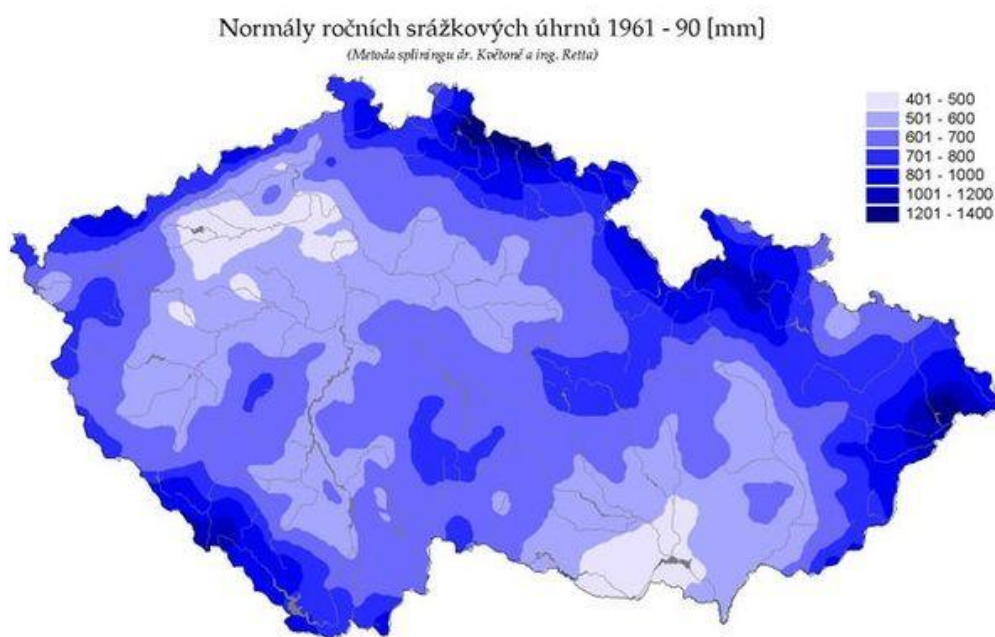 Normály ročních srážkových úhrnů 1961 - 90 [mm]
(Metoda spliningu dr. Květoně a ing. Retta)
401 - 500
501 - 600
601 - 700
701 - 800
801 - 1000
1001 - 1200
1201 - 1400